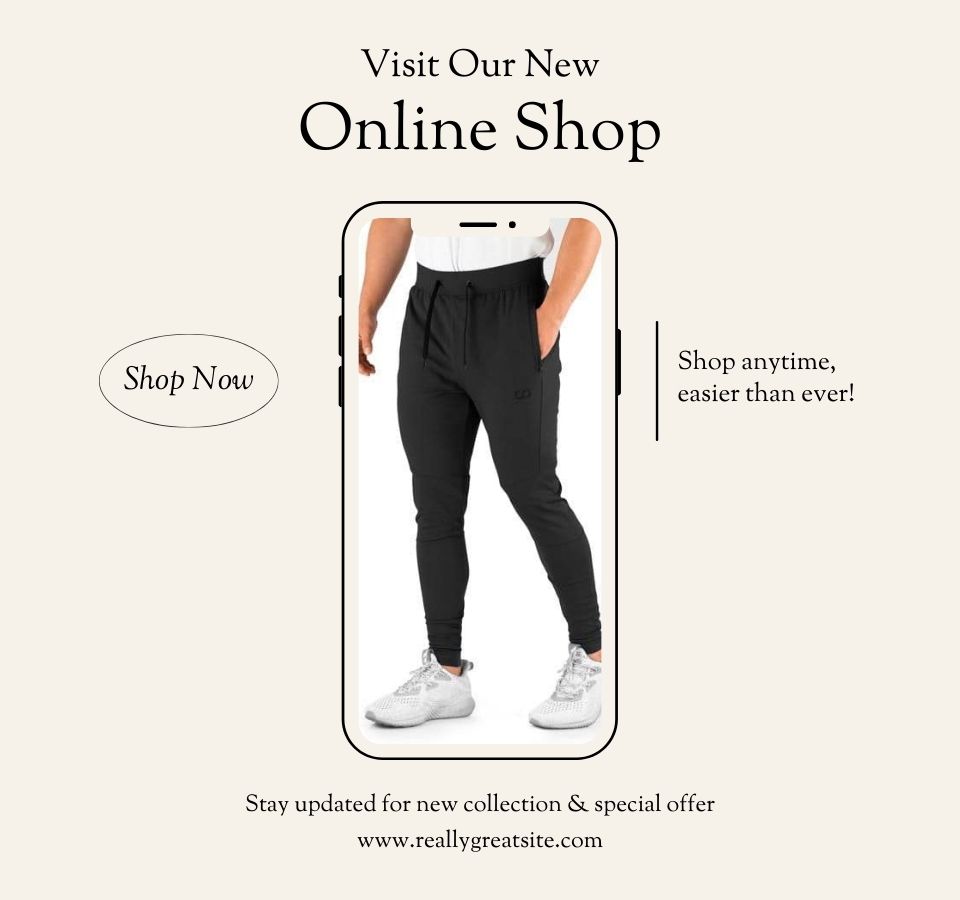 Visit Our New
Online Shop
Shop Now
Shop anytime,
easier than ever!
Stay updated for new collection & special offer
www.reallygreatsite.com